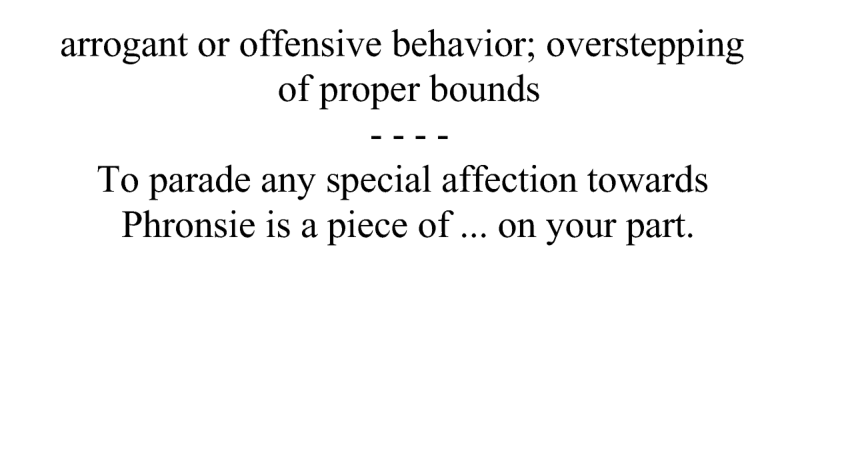 arrogant or offensive behavior; overstepping
of proper bounds
- - - -
To parade any special affection towards
Phronsie is a piece of ... on your part.